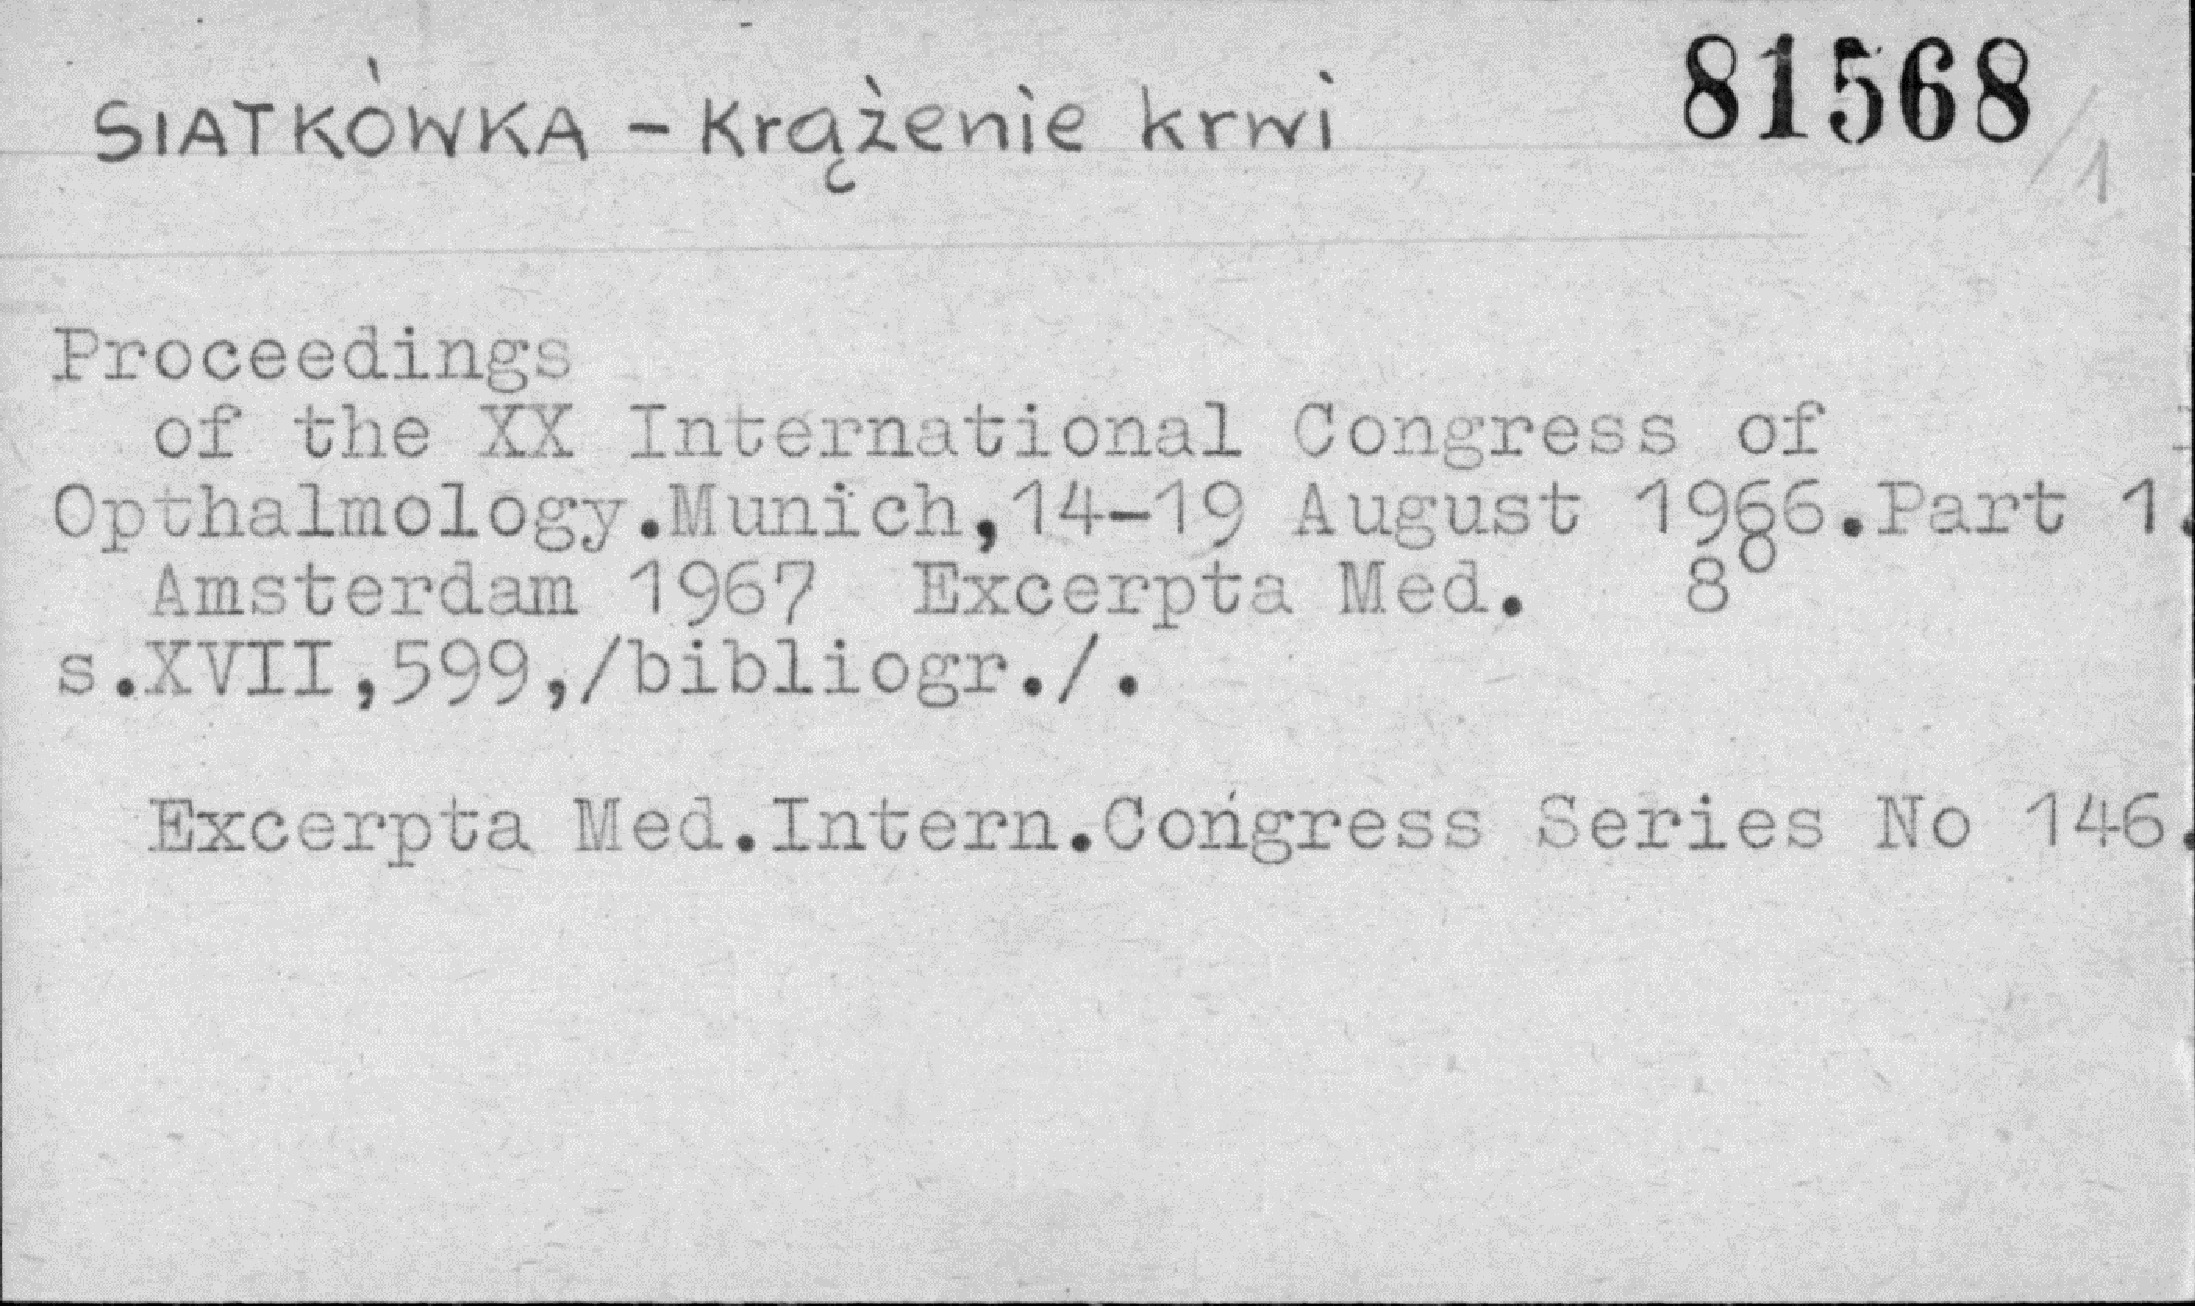 SIATKÓWKA - Krążenie krwi 81568/1
Proceedings
of the XX International Congress of
Opthalmology.Munich,14-19 August 1966.Part 1.
Amsterdam 1967 Excerpta Med. 8°
s.XVII,599,/bibliogr./.
Excerpta Med.Intern.Congress Series No 146.